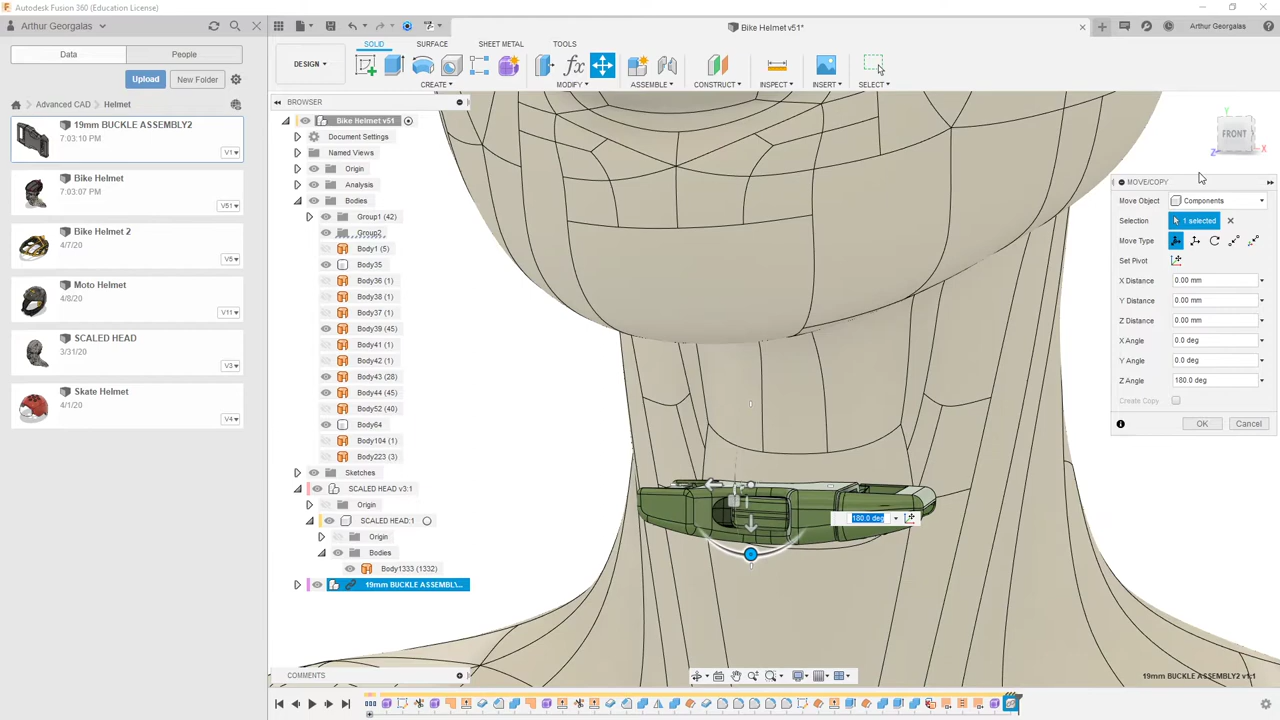 Autodesk Fusion 360 (Education License)
Arthur Georgalas
Bike Helmet v51*
Arthur Georgalas
Data
People
SOLID
SURFACE
SHEET METAL
TOOLS
DESIGN
CREATE
MODIFY
ASSEMBLE
CONSTRUCT
INSPECT
INSERT
SELECT
Upload
New Folder
Advanced CAD
Helmet
19mm BUCKLE ASSEMBLY2
7:03:10 PM
V1
Bike Helmet
7:03:07 PM
V51
Bike Helmet 2
4/7/20
V5
Moto Helmet
4/8/20
V11
SCALED HEAD
3/31/20
Skate Helmet
4/1/20
V4
BROWSER
Bike Helmet v51
Document Settings
Named Views
Origin
Analysis
Bodies
Group1 (42)
Group2
Body1 (5)
Body35
Body36 (1)
Body38 (1)
Body37 (1)
Body39 (45)
Body41 (1)
Body42 (1)
Body43 (28)
Body44 (45)
Body52 (40)
Body64
Body104 (1)
Body223 (3)
Sketches
SCALED HEAD v3:1
Origin
SCALED HEAD:1
Origin
Bodies
Body1333 (1332)
19mm BUCKLE ASSEMBL\...
COMMENTS
Y
FRONT
Z
X
MOVE/COPY
Move Object
Components
Selection
1 selected
Move Type
Set Pivot
X Distance
0.00 mm
Y Distance
0.00 mm
Z Distance
0.00 mm
X Angle
0.0 deg
Y Angle
0.0 deg
Z Angle
180.0 deg
Create Copy
OK
Cancel
180.0 deg
19mm BUCKLE ASSEMBLY2 v1:1